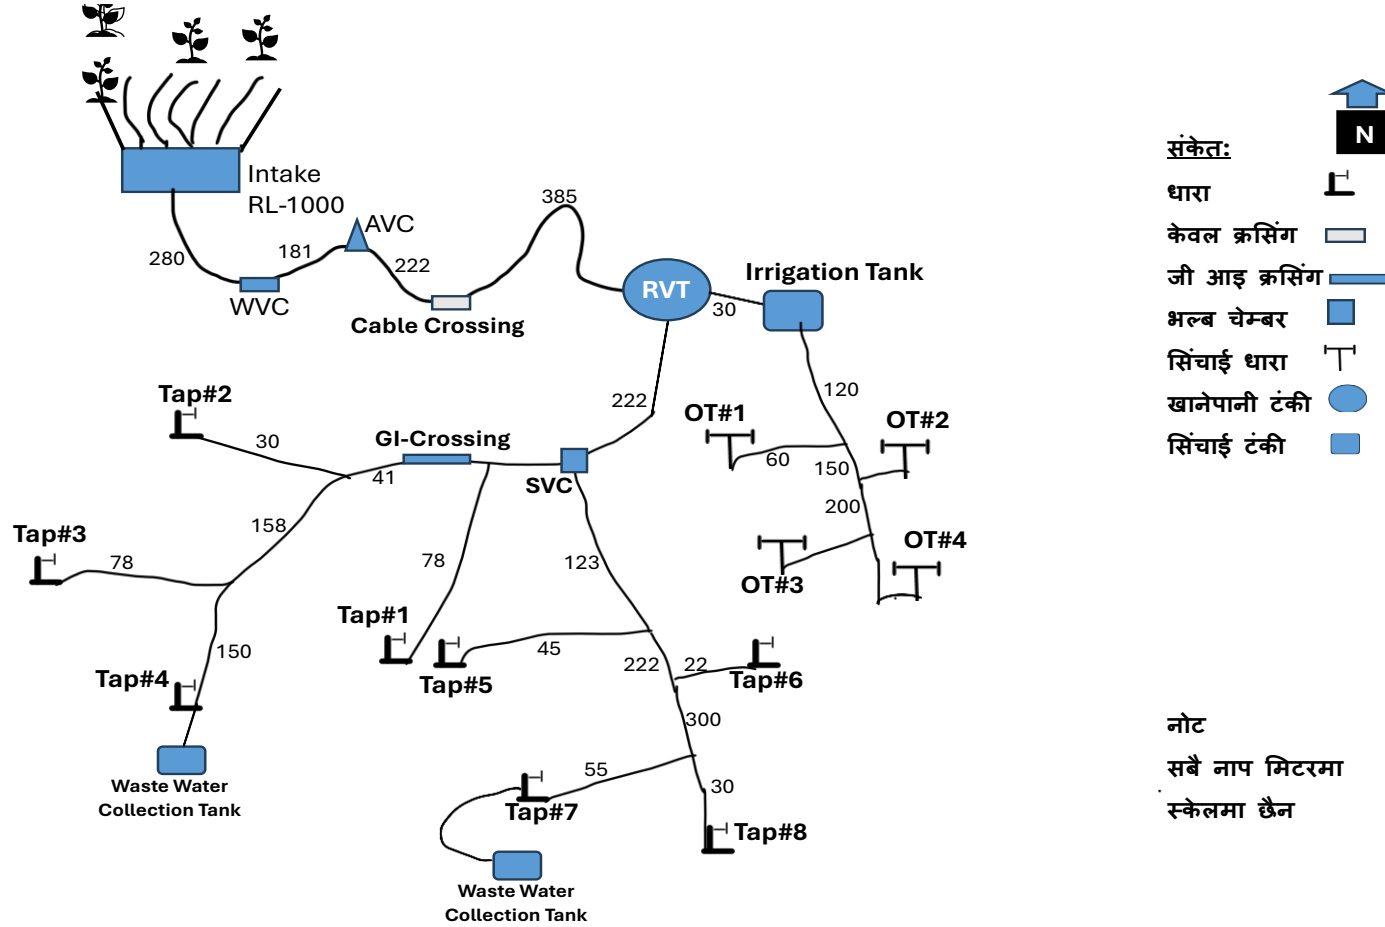 Intake
RL-1000
280
WVC
181
AVC
222
Cable Crossing
385
RVT
30
Irrigation Tank
120
OT#1
60
OT#2
150
200
OT#3
OT#4
222
SVC
GI-Crossing
41
Tap#2
30
158
Tap#3
78
150
Tap#4
Waste Water
Collection Tank
78
Tap#1
123
45
Tap#5
222
22
Tap#6
300
55
Tap#7
30
Tap#8
Waste Water
Collection Tank
N
संकेत:
धारा
केवल क्रसिंग
जी आइ क्रसिंग
भल्ब चेम्बर
सिंचाई धारा
खानेपानी टंकी
सिंचाई टंकी
नोट
सबै नाप मिटरमा
स्केलमा छैन